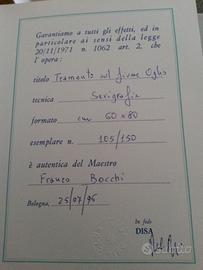 Garantiamo a tutti gli effetti, ed in
particolare ai sensi della legge
20/11/1971 n. 1062 art. 2, che
l'opera:
titolo Tramonto sul fiume Oglio
tecnica Serigrafia
formato cm 60x80
esemplare n. 105/150
è autentica del Maestro
Franco Bocchi
Bologna, 25/07/96
In fede
DISA
subito